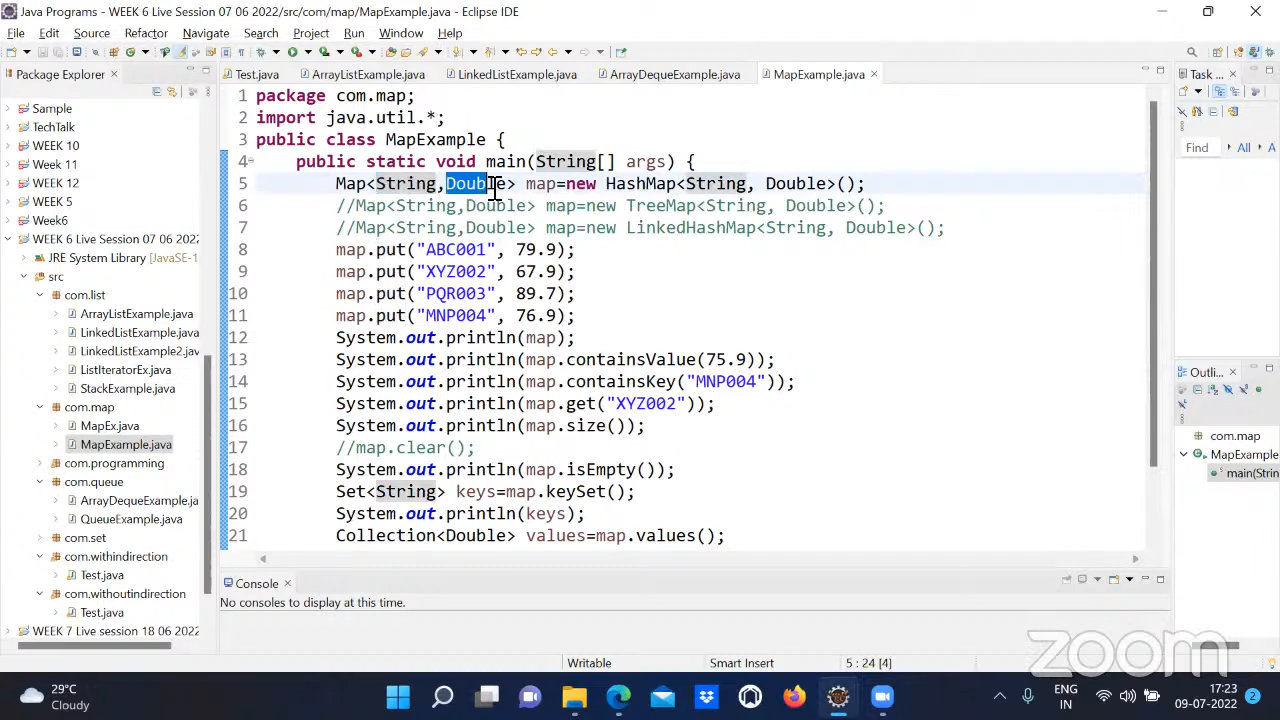 Java Programs - WEEK 6 Live Session 07 06 2022/src/com/map/MapExample.java - Eclipse IDE
File Edit Source Refactor Navigate Search Project Run Window Help
Package Explorer
Test.java ArrayListExample.java LinkedListExample.java ArrayDequeExample.java MapExample.java
Task ...
Sample
TechTalk
WEEK 10
Week 11
WEEK 12
WEEK 5
Week6
WEEK 6 Live Session 07 06 2022
JRE System Library [JavaSE-1
src
com.list
ArrayListExample.java
LinkedListExample.java
LinkedListExample2.java
ListIteratorEx.java
StackExample.java
com.map
MapEx.java
MapExample.java
com.programming
com.queue
ArrayDequeExample.ja
QueueExample.java
com.set
com.withindirection
Test.java
com.withoutindirection
Test.java
WEEK 7 Live session 18 06 2022
1 package com.map;
2 import java.util.*;
3 public class MapExample {
4 public static void main(String[] args) {
5 Map<String,Double> map=new HashMap<String, Double>();
6 //Map<String,Double> map=new TreeMap<String, Double>();
7 //Map<String,Double> map=new LinkedHashMap<String, Double>();
8 map.put("ABC001", 79.9);
9 map.put("XYZ002", 67.9);
10 map.put("PQR003", 89.7);
11 map.put("MNP004", 76.9);
12 System.out.println(map);
13 System.out.println(map.containsValue(75.9));
14 System.out.println(map.containsKey("MNP004"));
15 System.out.println(map.get("XYZ002"));
16 System.out.println(map.size());
17 //map.clear();
18 System.out.println(map.isEmpty());
19 Set<String> keys=map.keySet();
20 System.out.println(keys);
21 Collection<Double> values=map.values();
Find All A
Outli...
com.map
MapExample
main(Strin
Console
No consoles to display at this time.
Writable Smart Insert 5 : 24 [4]
zoom
29°C
Cloudy
ENG
IN
17:23
09-07-2022
2